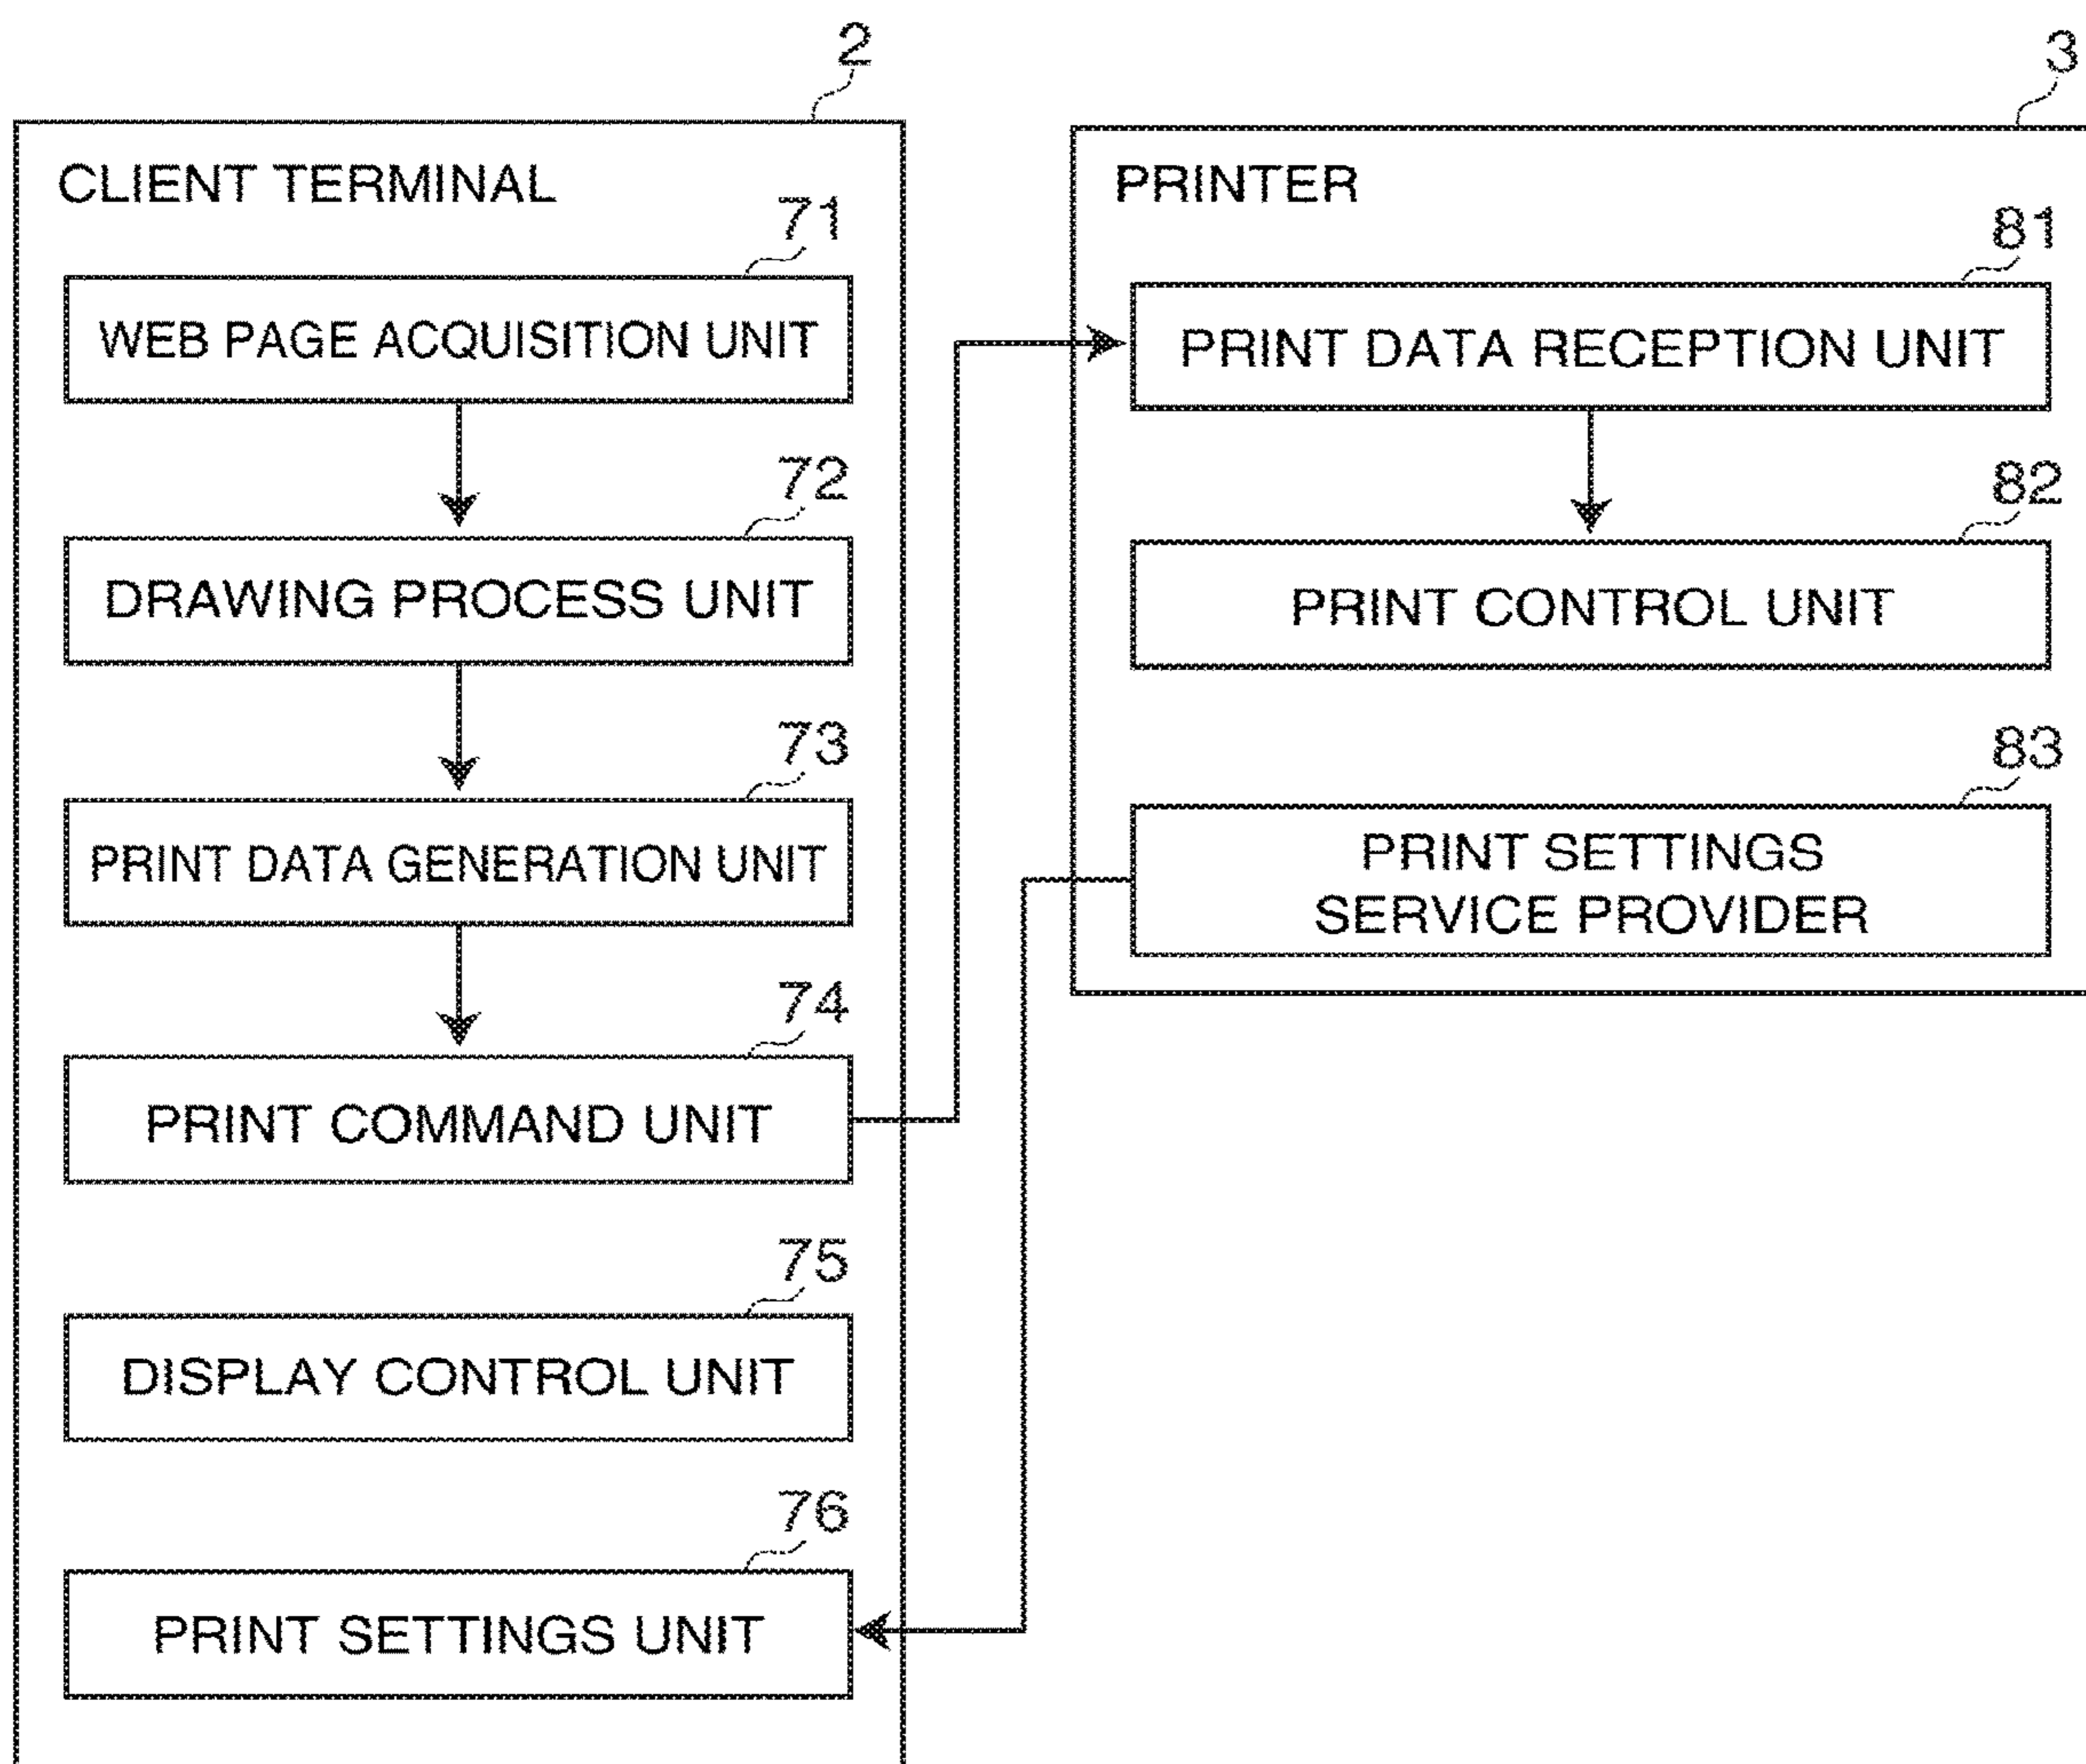 2
CLIENT TERMINAL
71
WEB PAGE ACQUISITION UNIT
72
DRAWING PROCESS UNIT
73
PRINT DATA GENERATION UNIT
74
PRINT COMMAND UNIT
75
DISPLAY CONTROL UNIT
76
PRINT SETTINGS UNIT
3
PRINTER
81
PRINT DATA RECEPTION UNIT
82
PRINT CONTROL UNIT
83
PRINT SETTINGS
SERVICE PROVIDER